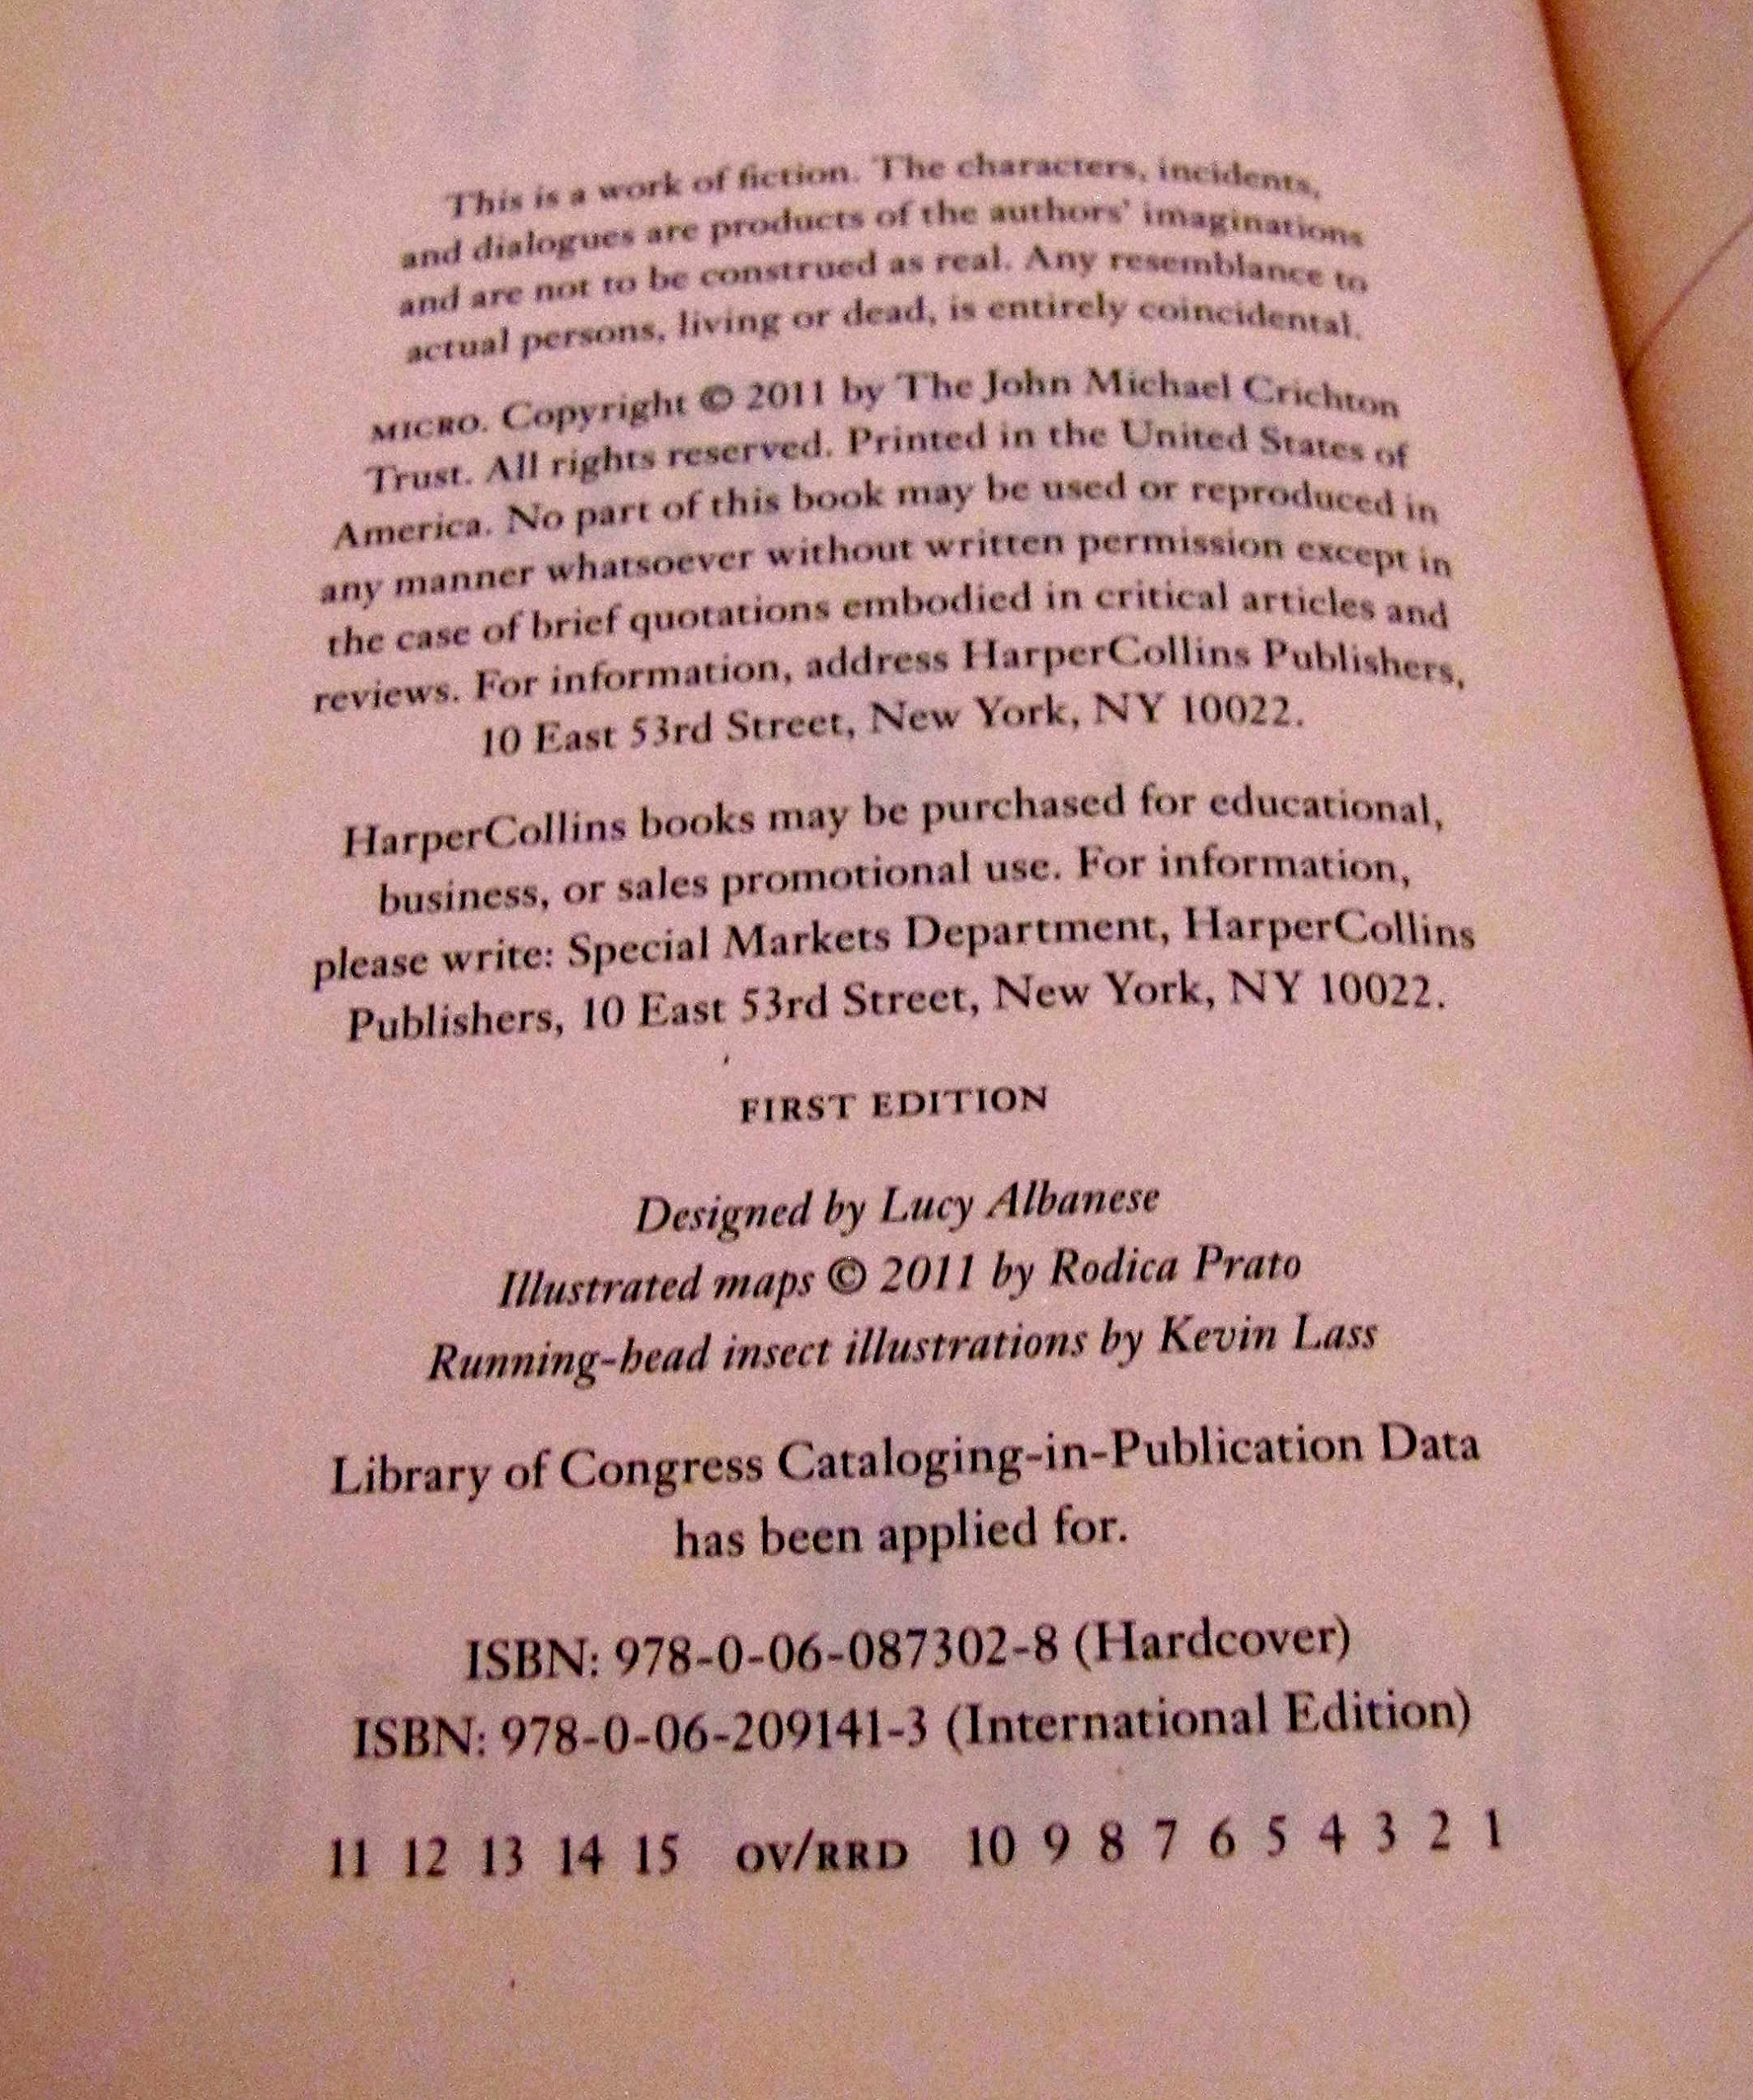 This is a work of fiction. The characters, incidents,
and dialogues are products of the authors' imaginations
and are not to be construed as real. Any resemblance to
actual persons, living or dead, is entirely coincidental.
MICRO. Copyright © 2011 by The John Michael Crichton
Trust. All rights reserved. Printed in the United States of
America. No part of this book may be used or reproduced in
any manner whatsoever without written permission except in
the case of brief quotations embodied in critical articles and
reviews. For information, address HarperCollins Publishers,
10 East 53rd Street, New York, NY 10022.
HarperCollins books may be purchased for educational,
business, or sales promotional use. For information,
please write: Special Markets Department, HarperCollins
Publishers, 10 East 53rd Street, New York, NY 10022.
FIRST EDITION
Designed by Lucy Albanese
Illustrated maps © 2011 by Rodica Prato
Running-head insect illustrations by Kevin Lass
Library of Congress Cataloging-in-Publication Data
has been applied for.
ISBN: 978-0-06-087302-8 (Hardcover)
ISBN: 978-0-06-209141-3 (International Edition)
11 12 13 14 15 OV/RRD 10 9 8 7 6 5 4 3 2 1